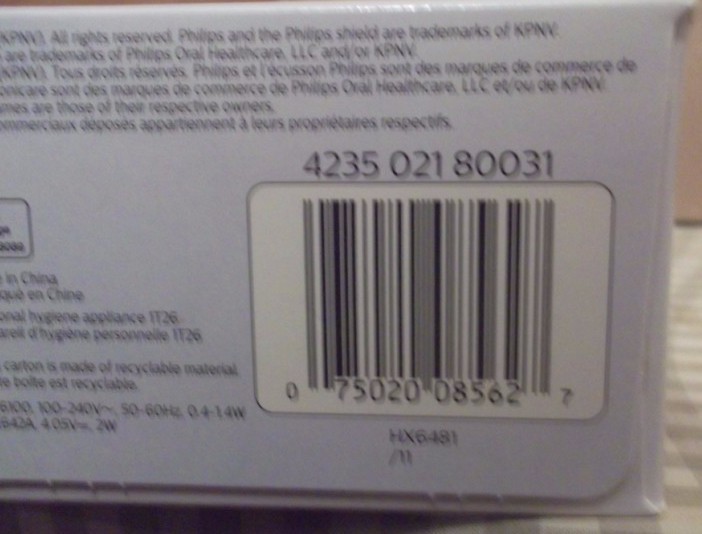 KPNV). All rights reserved. Philips and the Philips shield are trademarks of KPNV.
are trademarks of Philips Oral Healthcare, LLC and/or KPNV.
(KPNV). Tous droits réservés. Philips et l'écusson Philips sont des marques de commerce de
onicare sont des marques de commerce de Philips Oral Healthcare, LLC et/ou de KPNV.
mes are those of their respective owners.
ommerciaux déposés appartiennent à leurs propriétaires respectifs.
4235 021 80031
in China
qué en Chine
onal hygiene appliance 1T26
areil d'hygiène personnelle 1T26
carton is made of recyclable material.
e boîte est recyclable.
6100, 100-240V~, 50-60Hz, 0.4-1.4W
642A, 4.05V=, 2W
0 75020 08562 7
HX6481
/11